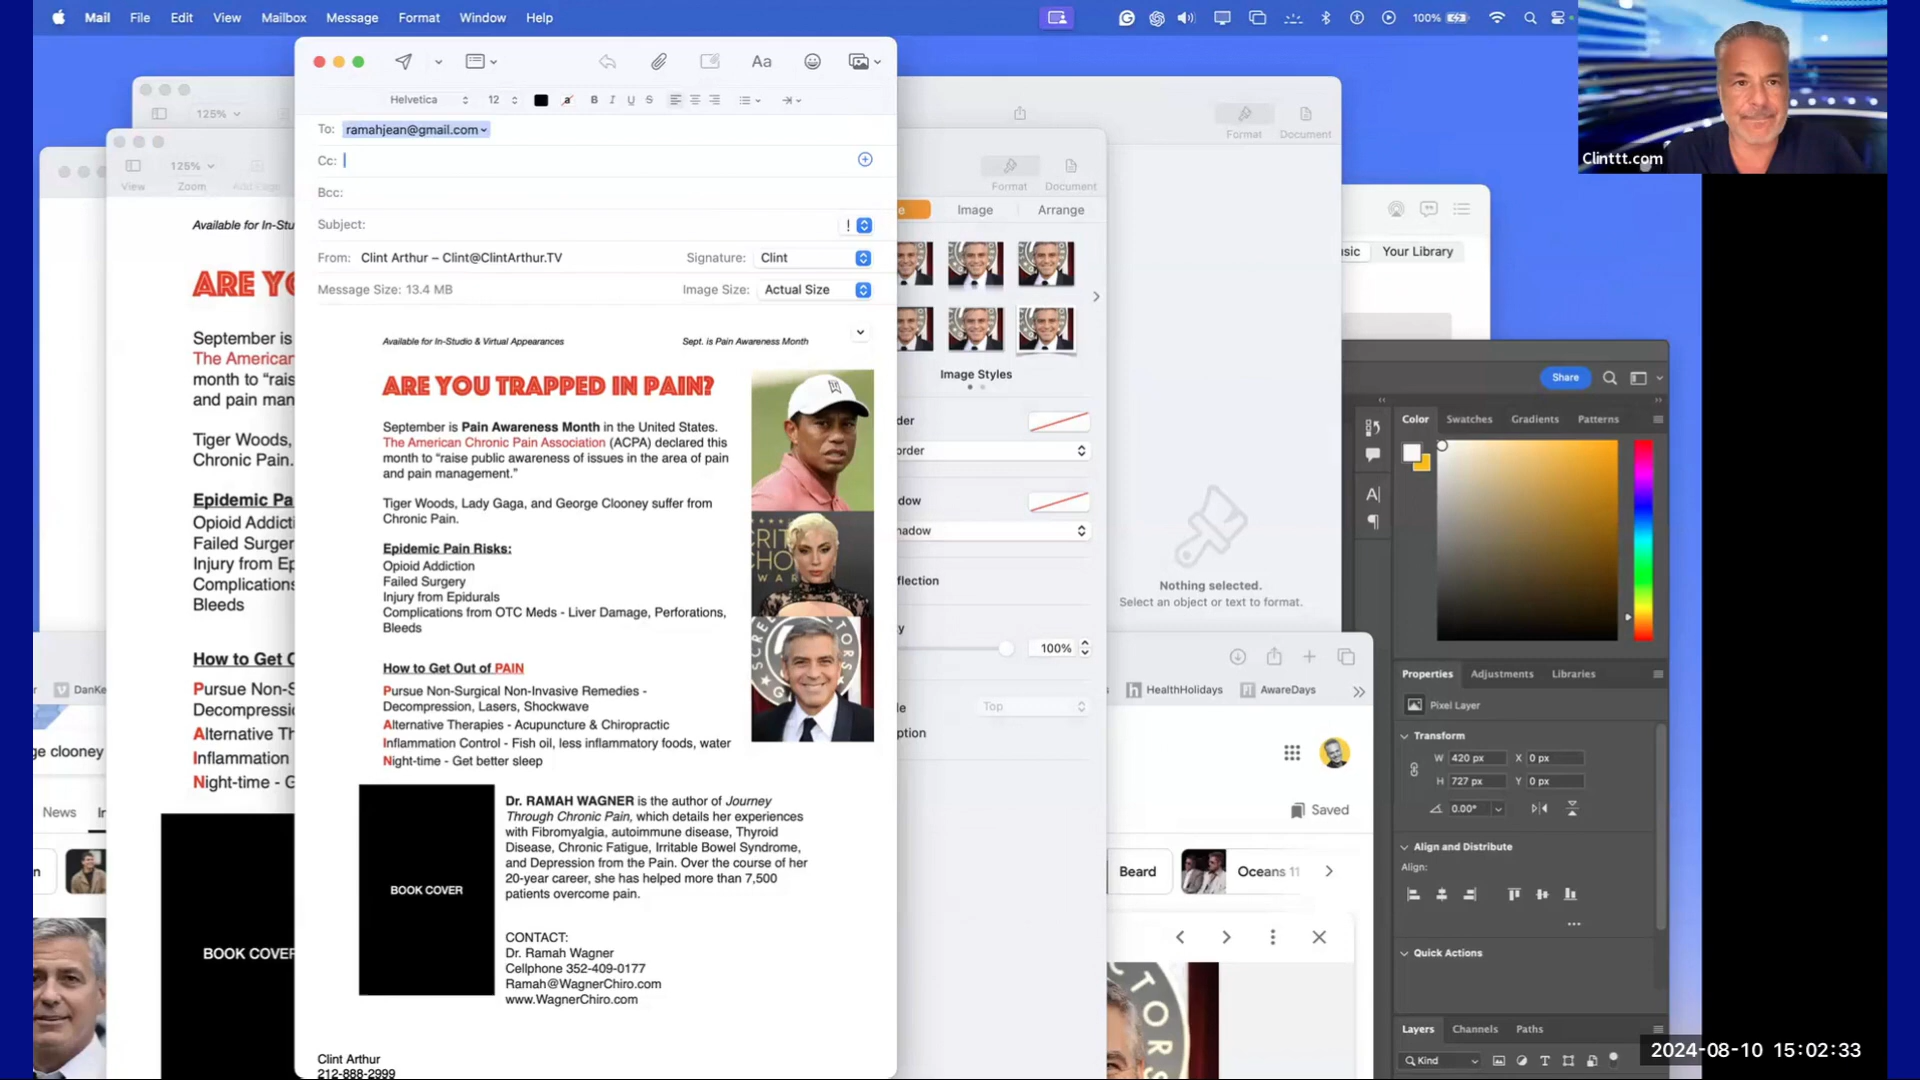 Mail File Edit View Mailbox Message Format Window Help 100%
Clinttt.com
125%
Helvetica 12 B I U S
Aa
To: ramahjean@gmail.com
Cc:
Bcc:
Subject: !
From: Clint Arthur – Clint@ClintArthur.TV Signature: Clint
Message Size: 13.4 MB Image Size: Actual Size
Available for In-Studio & Virtual Appearances Sept. is Pain Awareness Month
ARE YOU TRAPPED IN PAIN?
September is Pain Awareness Month in the United States.
The American Chronic Pain Association (ACPA) declared this
month to “raise public awareness of issues in the area of pain
and pain management.”
Tiger Woods, Lady Gaga, and George Clooney suffer from
Chronic Pain.
Epidemic Pain Risks:
Opioid Addiction
Failed Surgery
Injury from Epidurals
Complications from OTC Meds - Liver Damage, Perforations,
Bleeds
How to Get Out of PAIN
Pursue Non-Surgical Non-Invasive Remedies -
Decompression, Lasers, Shockwave
Alternative Therapies - Acupuncture & Chiropractic
Inflammation Control - Fish oil, less inflammatory foods, water
Night-time - Get better sleep
BOOK COVER
Dr. RAMAH WAGNER is the author of Journey
Through Chronic Pain, which details her experiences
with Fibromyalgia, autoimmune disease, Thyroid
Disease, Chronic Fatigue, Irritable Bowel Syndrome,
and Depression from the Pain. Over the course of her
20-year career, she has helped more than 7,500
patients overcome pain.
CONTACT:
Dr. Ramah Wagner
Cellphone 352-409-0177
Ramah@WagnerChiro.com
www.WagnerChiro.com
Clint Arthur
212-888-2999
125%
View Zoom Add Page
Available for In-Stu
ARE YO
September is
The American
month to “rais
and pain man
Tiger Woods,
Chronic Pain.
Epidemic Pa
Opioid Addicti
Failed Surger
Injury from Ep
Complications
Bleeds
How to Get O
Pursue Non-S
Decompressi
Alternative Th
Inflammation
Night-time - G
BOOK COVER
DanKe
ge clooney
News
Format Document
Format Document
Image Arrange
Image Styles
100%
Top
Nothing selected.
Select an object or text to format.
HealthHolidays AwareDays
Saved
Beard Oceans 11
sic Your Library
Share
Color Swatches Gradients Patterns
Properties Adjustments Libraries
Pixel Layer
Transform
W 420 px X 0 px
H 727 px Y 0 px
0.00°
Align and Distribute
Align:
Quick Actions
Layers Channels Paths
Kind
2024-08-10 15:02:33